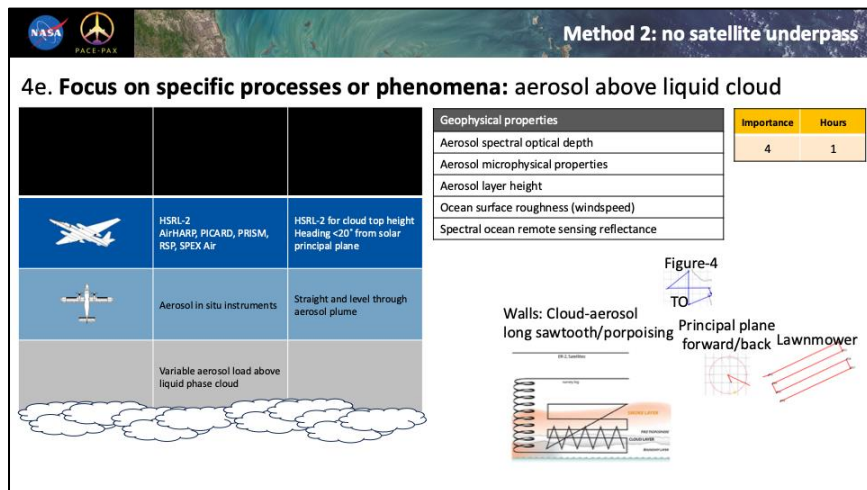 NASA
PACE-PAX
Method 2: no satellite underpass
4e. Focus on specific processes or phenomena: aerosol above liquid cloud
HSRL-2
AirHARP, PICARD, PRISM,
RSP, SPEX Air
HSRL-2 for cloud top height
Heading <20° from solar
principal plane
Aerosol in situ instruments
Straight and level through
aerosol plume
Variable aerosol load above
liquid phase cloud
Geophysical properties
Aerosol spectral optical depth
Aerosol microphysical properties
Aerosol layer height
Ocean surface roughness (windspeed)
Spectral ocean remote sensing reflectance
Importance Hours
4 1
Figure-4
TO
Walls: Cloud-aerosol
long sawtooth/porpoising
Principal plane
forward/back
Lawnmower
SMOKE LAYER
CLOUD LAYER
BOUNDARY LAYER